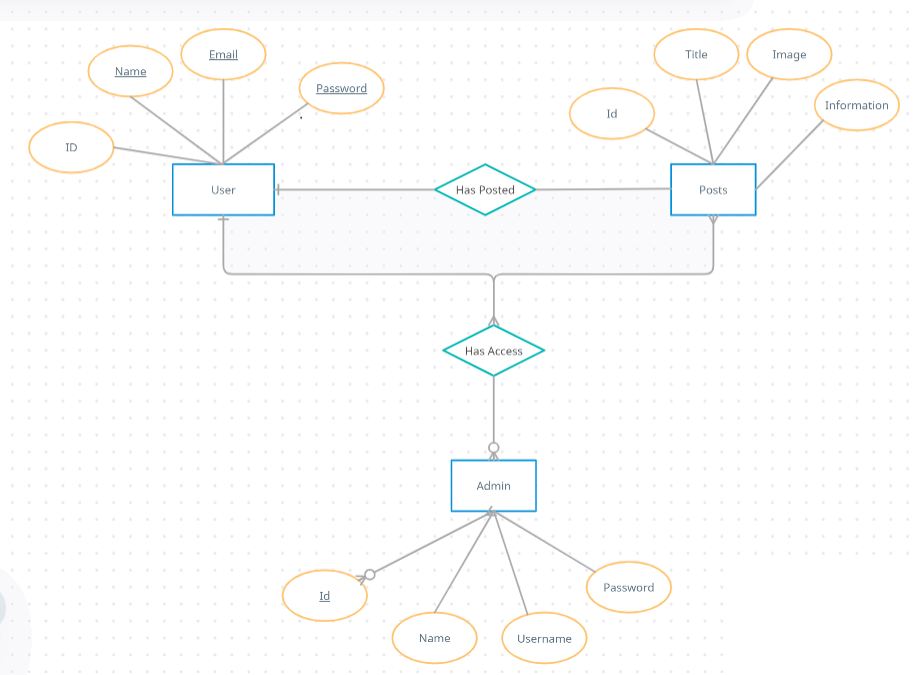 Email
Title
Image
Name
Password
Information
Id
ID
User
Has Posted
Posts
Has Access
Admin
Id
Password
Name
Username